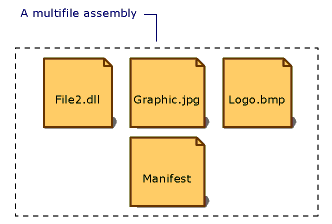 A multifile assembly
File2.dll
Graphic.jpg
Logo.bmp
Manifest